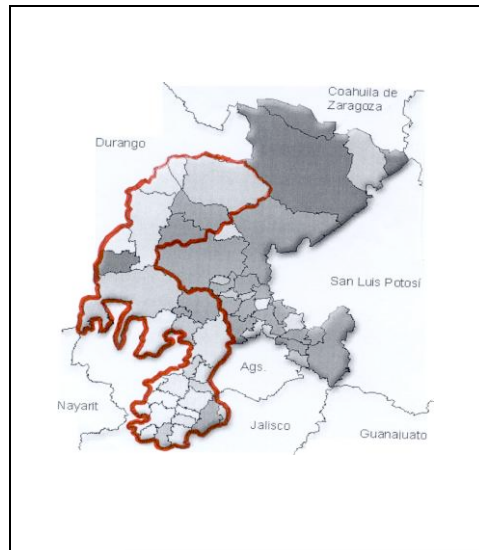 Coahuila de
Zaragoza
Durango
San Luis Potosí
Ags.
Nayarit
Jalisco
Guanajuato